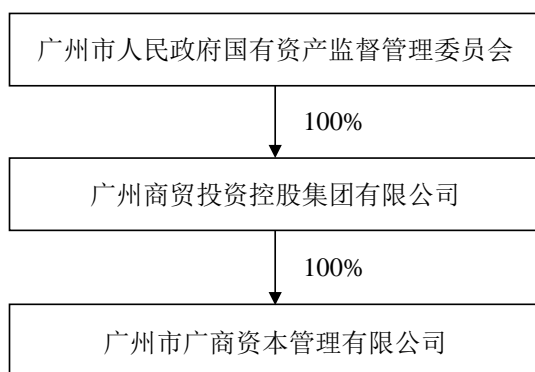 广州市人民政府国有资产监督管理委员会
100%
广州商贸投资控股集团有限公司
100%
广州市广商资本管理有限公司